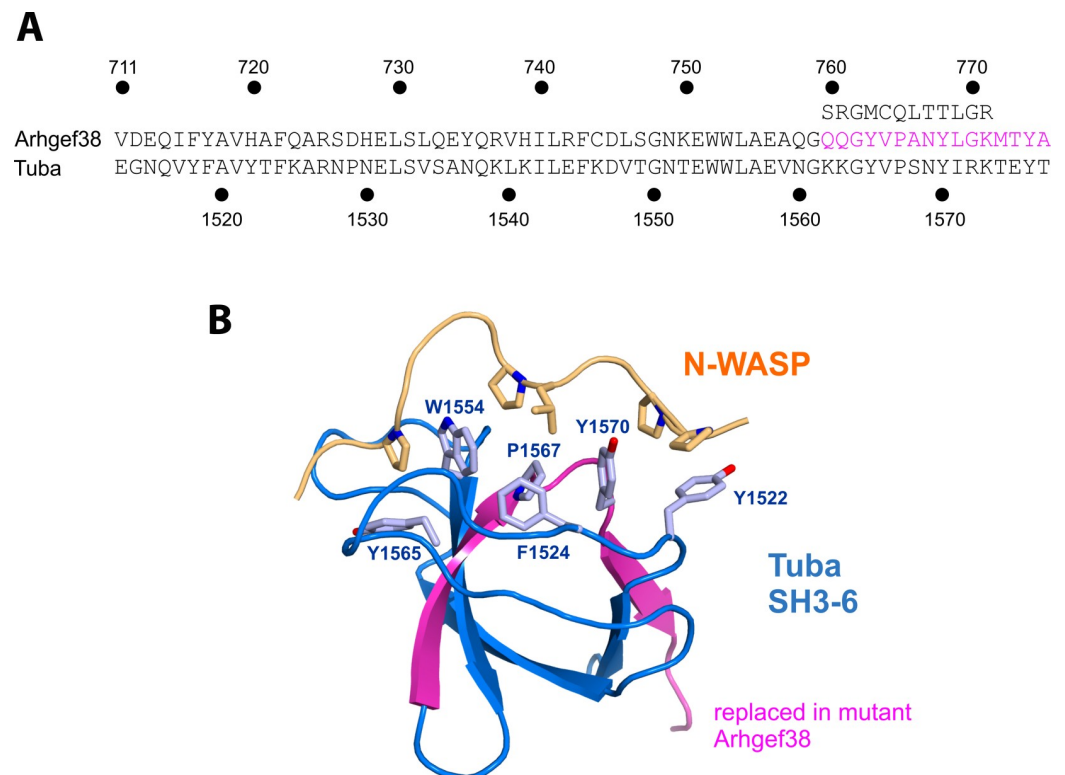 A
711 720 730 740 750 760 770
SRGMCQLTTLGR
Arhgef38 VDEQIFYAVHAFQARSDHELSLQEYQRVHILRFCDLSGNKEWWLAEAQGQQGYVPANYLGKMTYA
Tuba EGNQVYFAVYTFKARNPNELSVSANQKLKILEFKDVTGNTEWWLAEVNGKKGYVPSNYIRKTEYT
1520 1530 1540 1550 1560 1570
B
N-WASP
W1554
Y1570
P1567
Y1522
Y1565
F1524
Tuba
SH3-6
replaced in mutant
Arhgef38